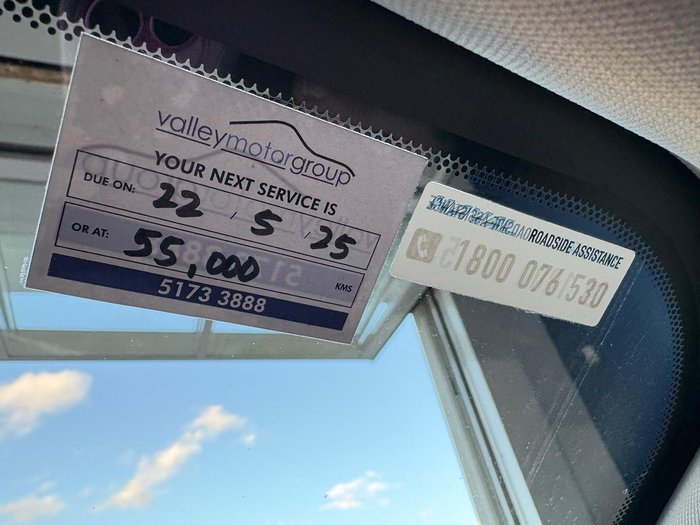 valleymotorgroup
YOUR NEXT SERVICE IS
DUE ON: 22 / 5 / 25
OR AT: 55,000 KMS
5173 3888
ROADSIDE ASSISTANCE
1800 076 530